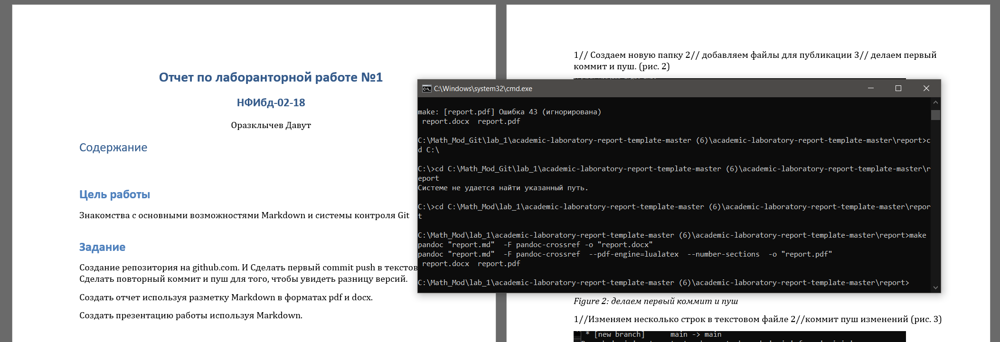 Отчет по лаборанторной работе №1
НФИбд-02-18
Оразклычев Давут
Содержание
Цель работы
Знакомства с основными возможностями Markdown и системы контроля Git
Задание
Создание репозитория на github.com. И Сделать первый commit push в текстов
Сделать повторный коммит и пуш для того, чтобы увидеть разницу версий.
Создать отчет используя разметку Markdown в форматах pdf и docx.
Создать презентацию работы используя Markdown.
1// Создаем новую папку 2// добавляем файлы для публикации 3// делаем первый
коммит и пуш. (рис. 2)
C:\Windows\system32\cmd.exe
make: [report.pdf] Ошибка 43 (игнорирована)
report.docx  report.pdf
C:\Math_Mod_Git\lab_1\academic-laboratory-report-template-master (6)\academic-laboratory-report-template-master\report>c
d C:\
C:\>cd C:\Math_Mod_Git\lab_1\academic-laboratory-report-template-master (6)\academic-laboratory-report-template-master\r
eport
Системе не удается найти указанный путь.
C:\>cd C:\Math_Mod\lab_1\academic-laboratory-report-template-master (6)\academic-laboratory-report-template-master\repor
t
C:\Math_Mod\lab_1\academic-laboratory-report-template-master (6)\academic-laboratory-report-template-master\report>make
pandoc "report.md"  -F pandoc-crossref -o "report.docx"
pandoc "report.md"  -F pandoc-crossref  --pdf-engine=lualatex  --number-sections  -o "report.pdf"
report.docx  report.pdf
C:\Math_Mod\lab_1\academic-laboratory-report-template-master (6)\academic-laboratory-report-template-master\report>
Figure 2: делаем первый коммит и пуш
1//Изменяем несколько строк в текстовом файле 2//коммит пуш изменений (рис. 3)
* [new branch]      main -> main